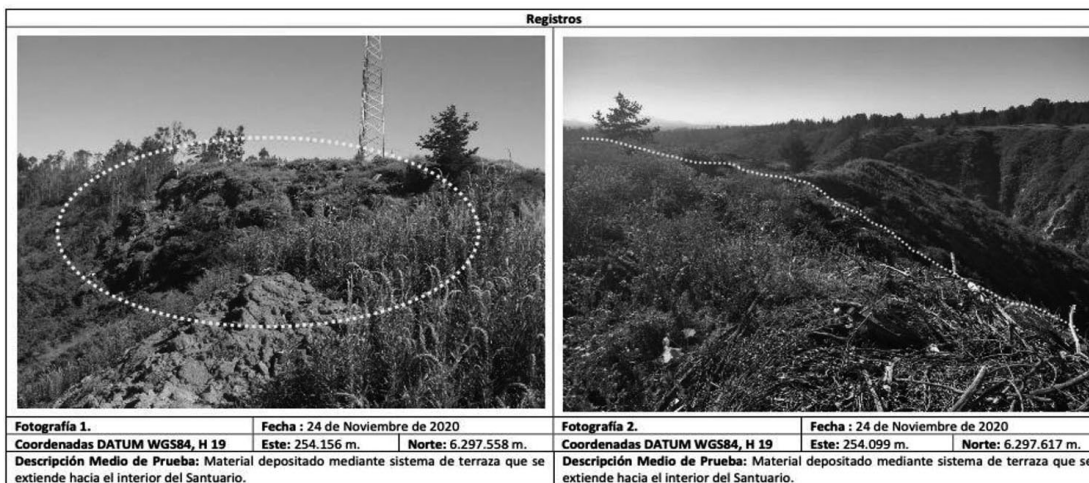 Registros
Fotografía 1.
Fecha : 24 de Noviembre de 2020
Coordenadas DATUM WGS84, H 19
Este: 254.156 m.
Norte: 6.297.558 m.
Descripción Medio de Prueba: Material depositado mediante sistema de terraza que se
extiende hacia el interior del Santuario.
Fotografía 2.
Fecha : 24 de Noviembre de 2020
Coordenadas DATUM WGS84, H 19
Este: 254.099 m.
Norte: 6.297.617 m.
Descripción Medio de Prueba: Material depositado mediante sistema de terraza que se
extiende hacia el interior del Santuario.